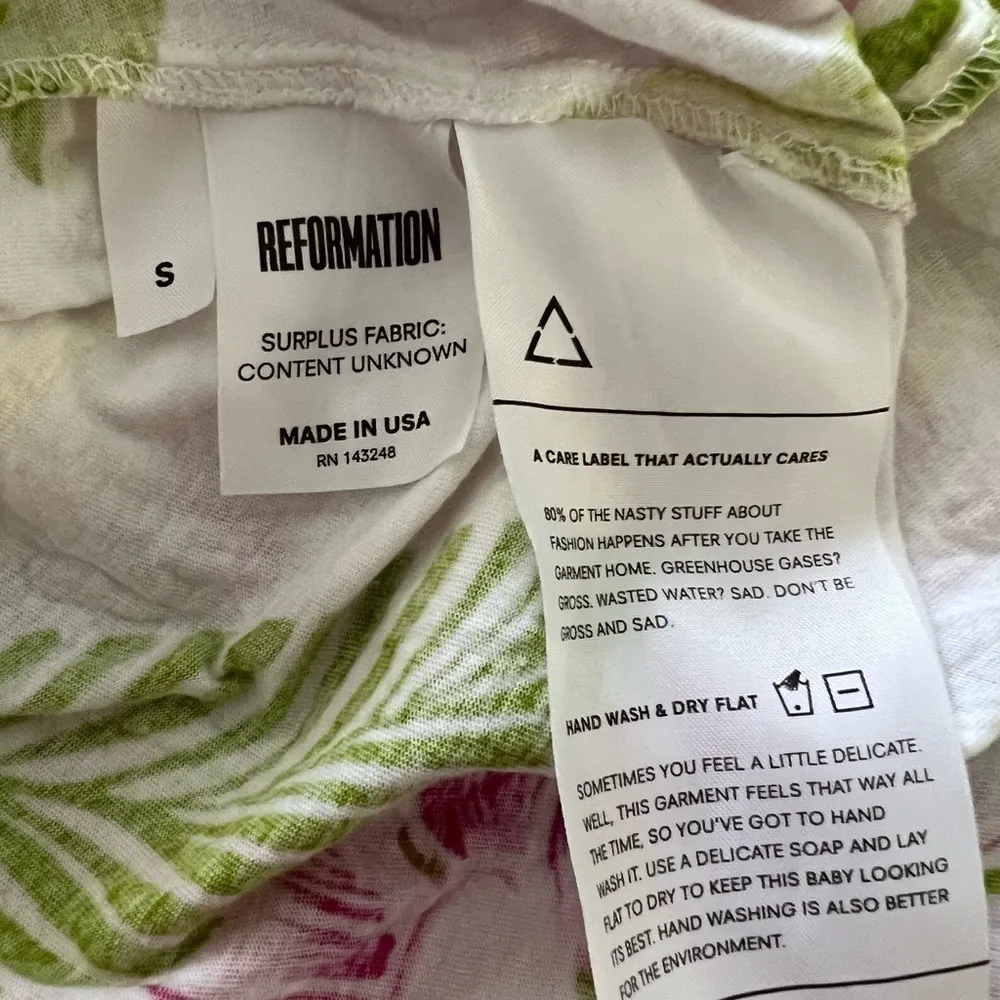 S
REFORMATION
SURPLUS FABRIC:
CONTENT UNKNOWN
MADE IN USA
RN 143248
A CARE LABEL THAT ACTUALLY CARES
80% OF THE NASTY STUFF ABOUT
FASHION HAPPENS AFTER YOU TAKE THE
GARMENT HOME. GREENHOUSE GASES?
GROSS. WASTED WATER? SAD. DON'T BE
GROSS AND SAD.
HAND WASH & DRY FLAT
SOMETIMES YOU FEEL A LITTLE DELICATE.
WELL, THIS GARMENT FEELS THAT WAY ALL
THE TIME, SO YOU'VE GOT TO HAND
WASH IT. USE A DELICATE SOAP AND LAY
FLAT TO DRY TO KEEP THIS BABY LOOKING
ITS BEST. HAND WASHING IS ALSO BETTER
FOR THE ENVIRONMENT.